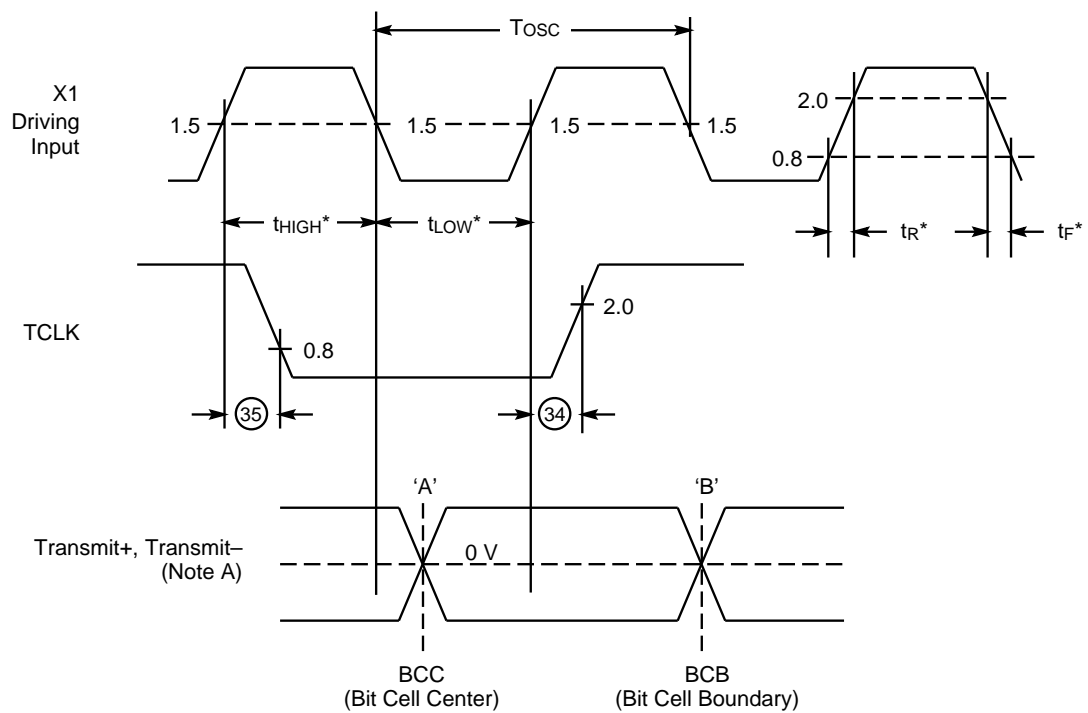 TOSC
X1
Driving
Input
1.5
1.5
1.5
1.5
2.0
0.8
tHIGH*
tLOW*
tR*
tF*
TCLK
0.8
2.0
35
34
‘A’
‘B’
Transmit+, Transmit–
(Note A)
0 V
BCC
(Bit Cell Center)
BCB
(Bit Cell Boundary)